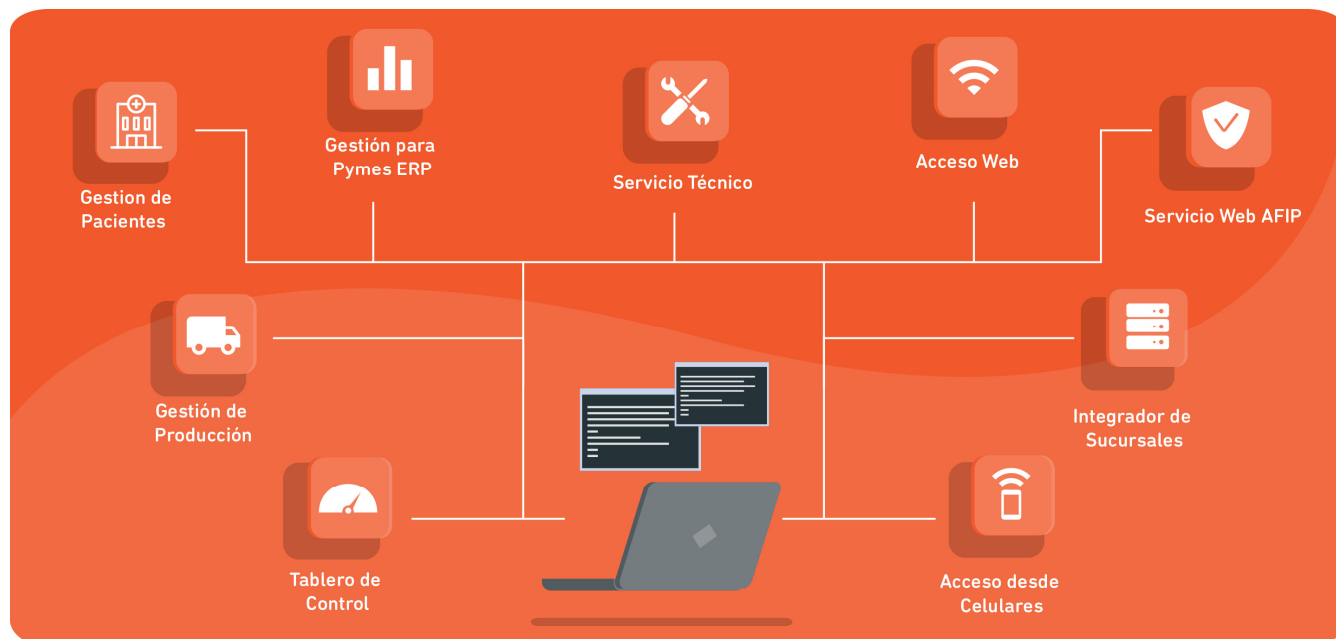 Gestion de
Pacientes
Gestión para
Pymes ERP
Servicio Técnico
Acceso Web
Servicio Web AFIP
Gestión de
Producción
Integrador de
Sucursales
Tablero de
Control
Acceso desde
Celulares